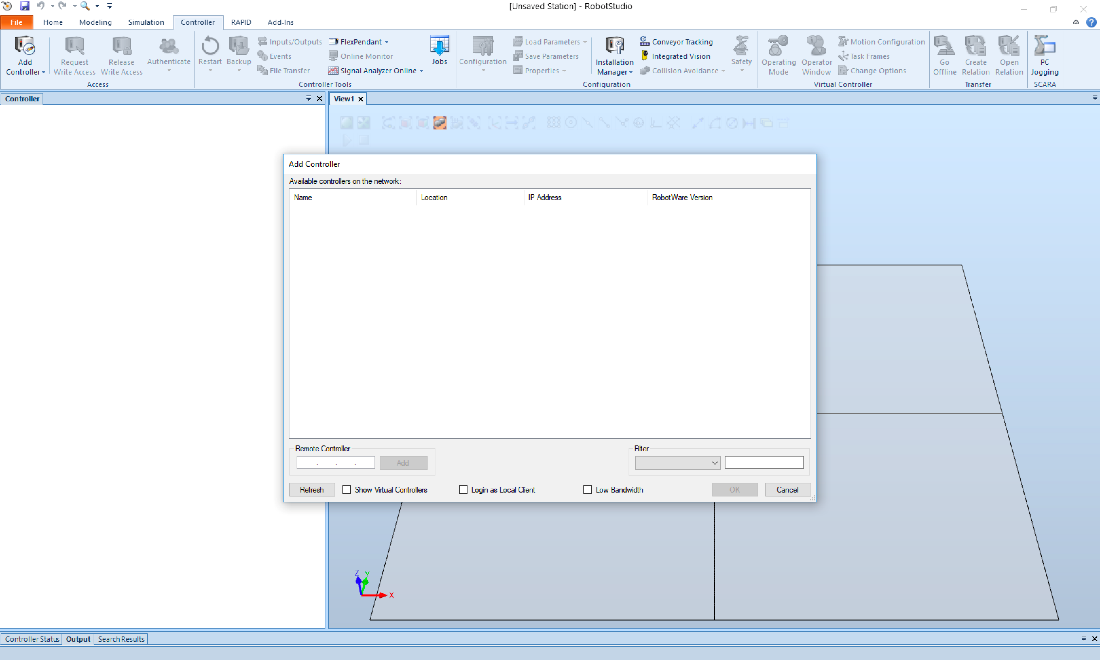 [Unsaved Station] - RobotStudio
File Home Modeling Simulation Controller RAPID Add-Ins
Add Controller
Request Write Access
Release Write Access
Authenticate
Access
Restart
Backup
Inputs/Outputs
Events
File Transfer
FlexPendant
Online Monitor
Signal Analyzer Online
Jobs
Controller Tools
Configuration
Load Parameters
Save Parameters
Properties
Installation Manager
Conveyor Tracking
Integrated Vision
Collision Avoidance
Safety
Configuration
Operating Mode
Operator Window
Motion Configuration
Task Frames
Change Options
Virtual Controller
Go Offline
Create Relation
Open Relation
Transfer
PC Jogging
SCARA
Controller
View1
Add Controller
Available controllers on the network:
Name Location IP Address RobotWare Version
Remote Controller
Add
Filter
Refresh
Show Virtual Controllers
Login as Local Client
Low Bandwidth
OK
Cancel
Z Y
X
Controller Status Output Search Results